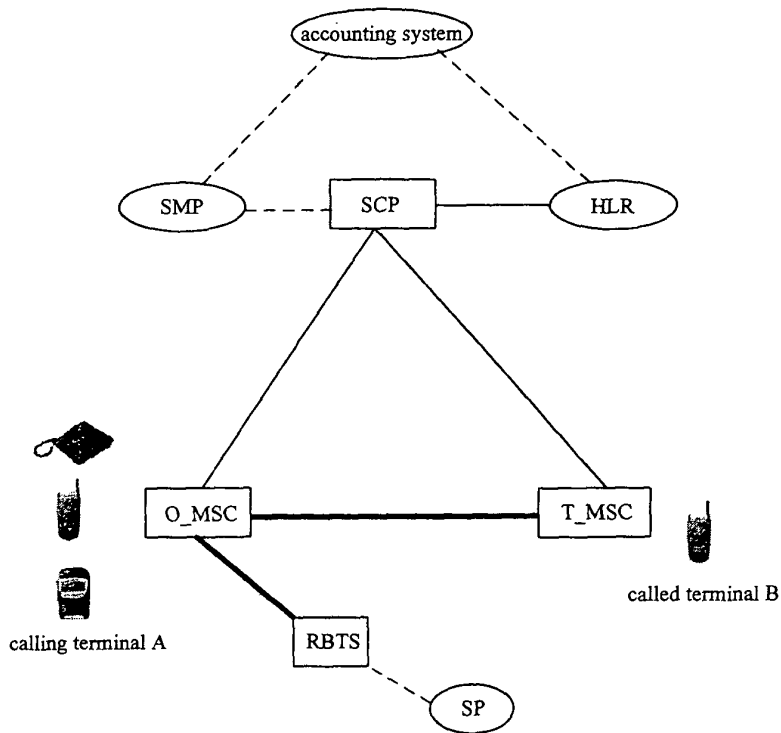 accounting system
SMP
SCP
HLR
O_MSC
T_MSC
called terminal B
calling terminal A
RBTS
SP